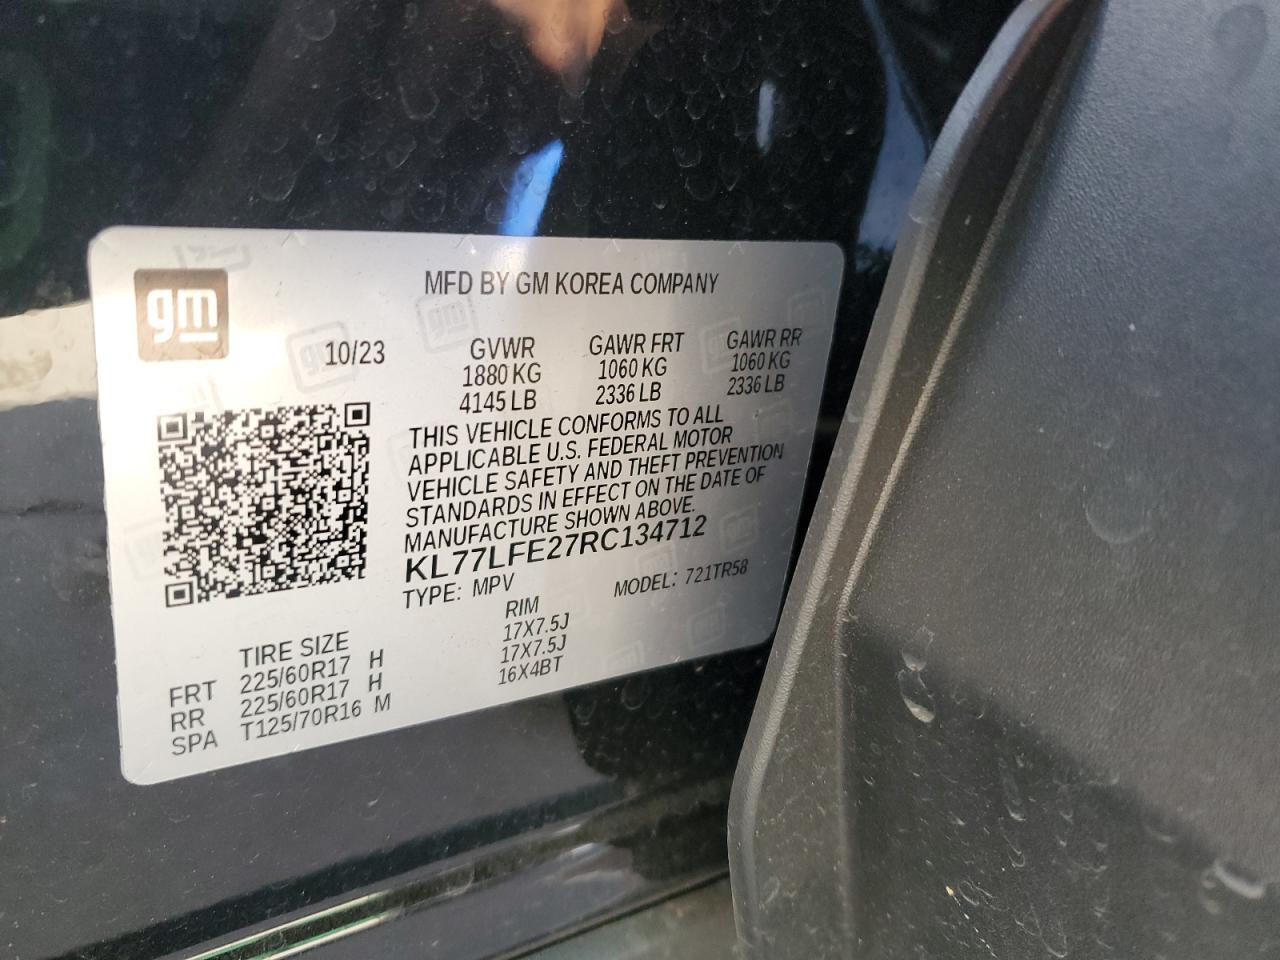 gm
MFD BY GM KOREA COMPANY
10/23
GVWR GAWR FRT GAWR RR
1880 KG 1060 KG 1060 KG
4145 LB 2336 LB 2336 LB
THIS VEHICLE CONFORMS TO ALL
APPLICABLE U.S. FEDERAL MOTOR
VEHICLE SAFETY AND THEFT PREVENTION
STANDARDS IN EFFECT ON THE DATE OF
MANUFACTURE SHOWN ABOVE.
KL77LFE27RC134712
TYPE: MPV MODEL: 721TR58
TIRE SIZE RIM
FRT 225/60R17 H 17X7.5J
RR 225/60R17 H 17X7.5J
SPA T125/70R16 M 16X4BT